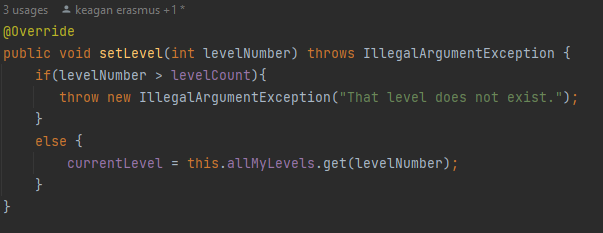 3 usages keagan erasmus +1 *
@Override
public void setLevel(int levelNumber) throws IllegalArgumentException {
    if(levelNumber > levelCount){
       throw new IllegalArgumentException("That level does not exist.");
    }
    else {
        currentLevel = this.allMyLevels.get(levelNumber);
    }
}